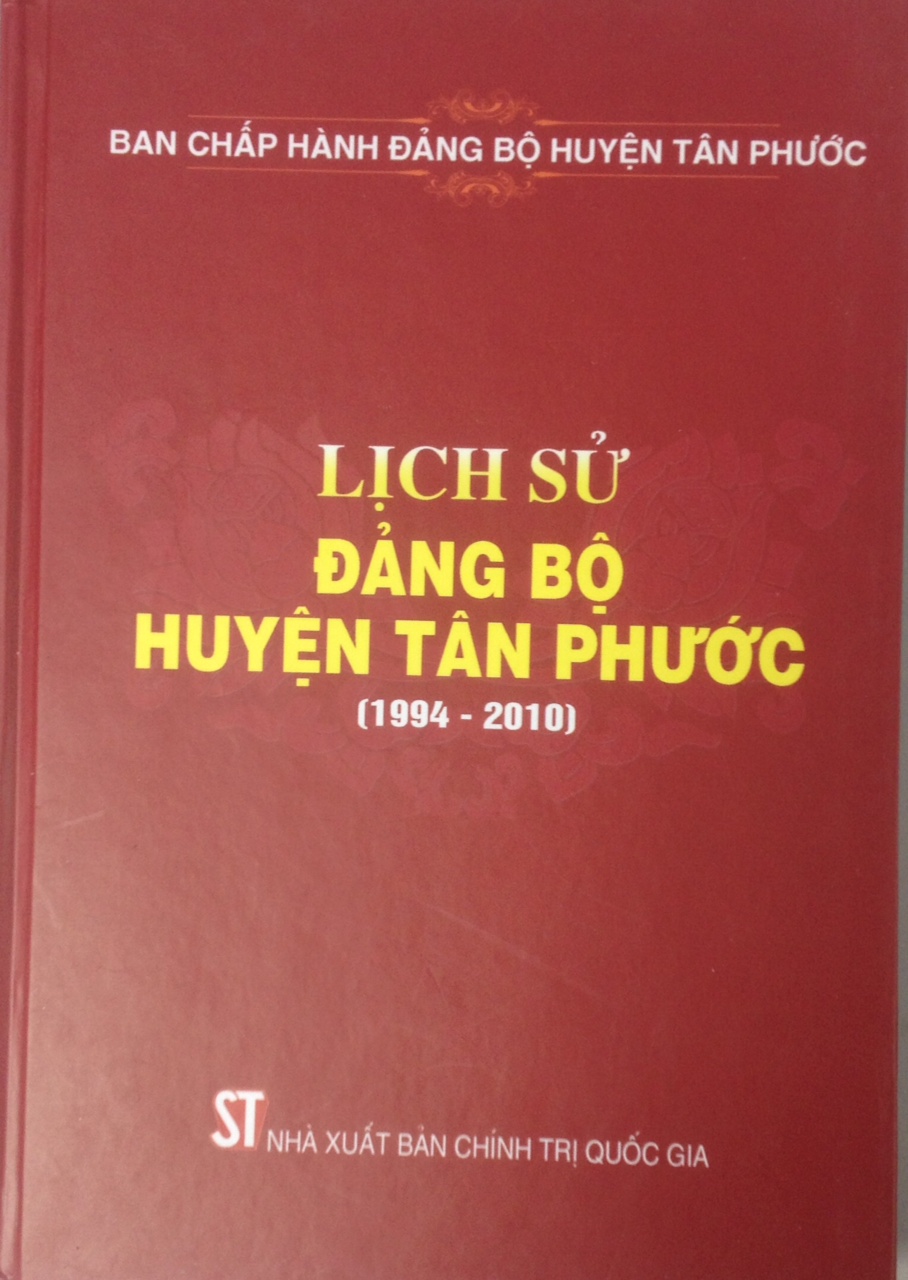 BAN CHẤP HÀNH ĐẢNG BỘ HUYỆN TÂN PHƯỚC
LỊCH SỬ
ĐẢNG BỘ
HUYỆN TÂN PHƯỚC
(1994 - 2010)
ST NHÀ XUẤT BẢN CHÍNH TRỊ QUỐC GIA